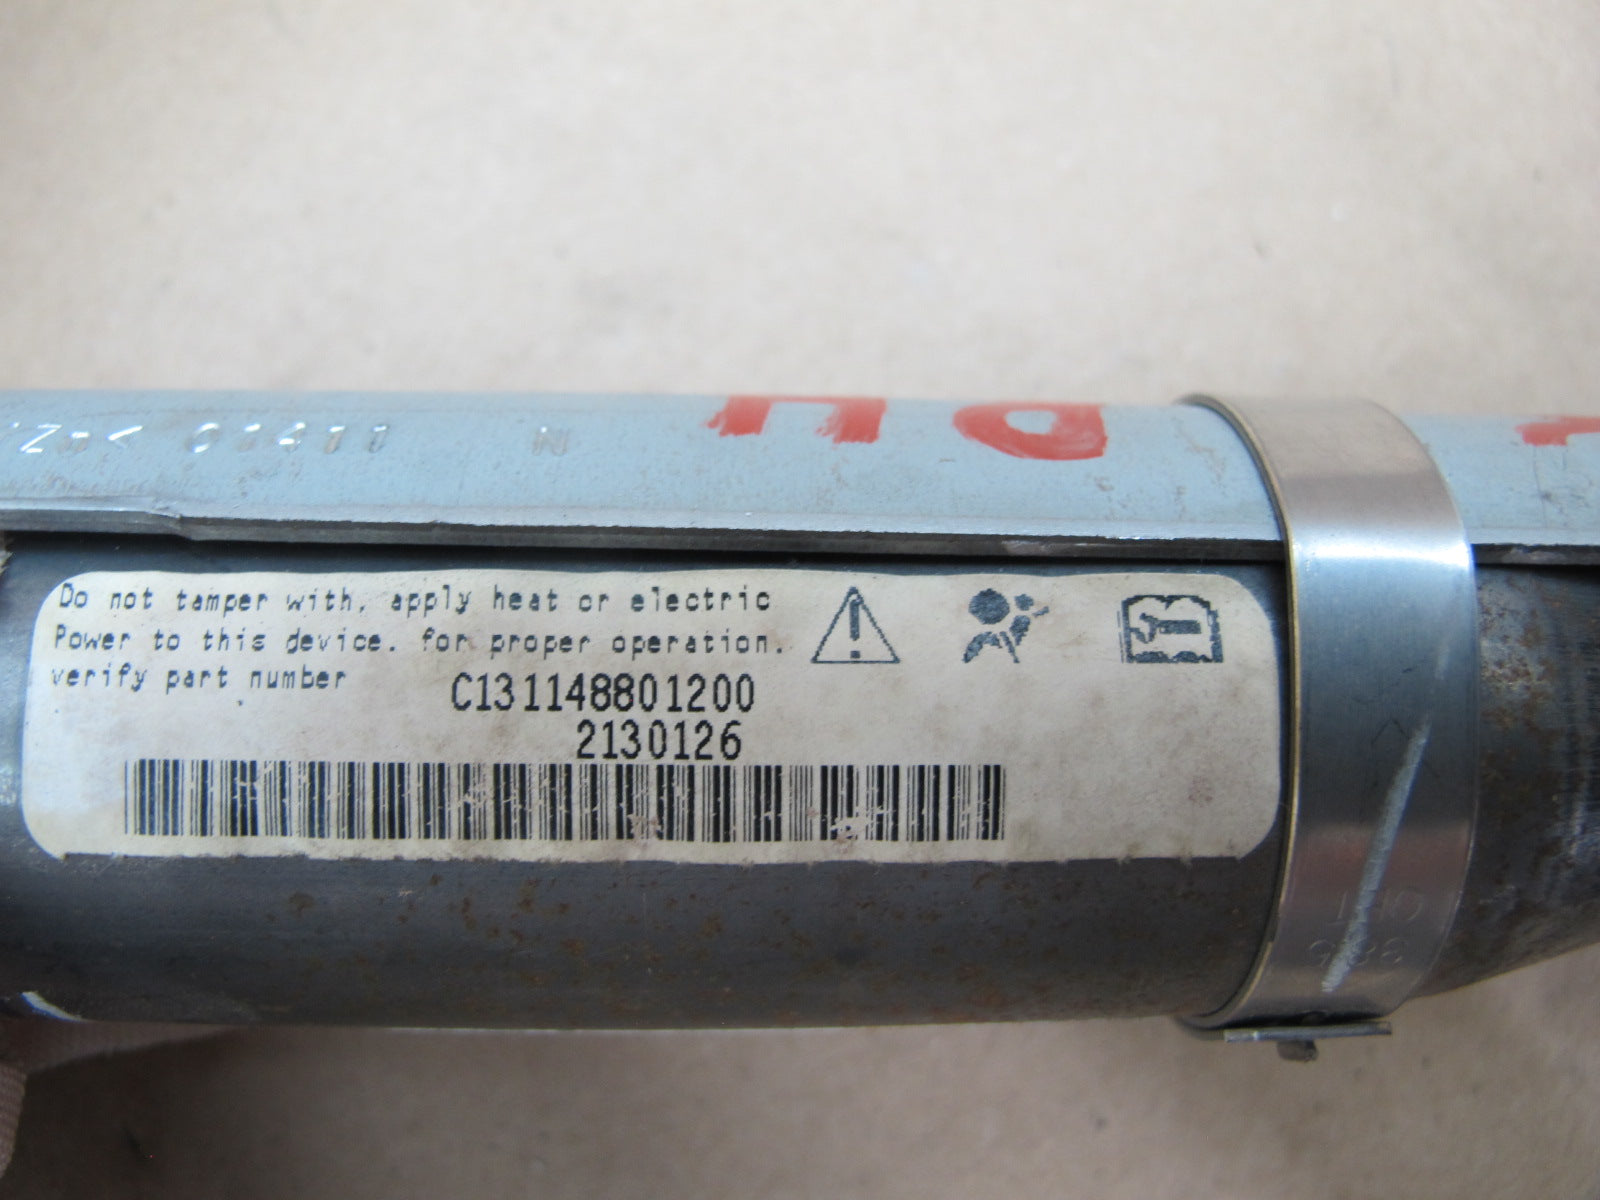 01411 N
Do not tamper with, apply heat or electric
Power to this device. for proper operation.
verify part number
C131148801200
2130126